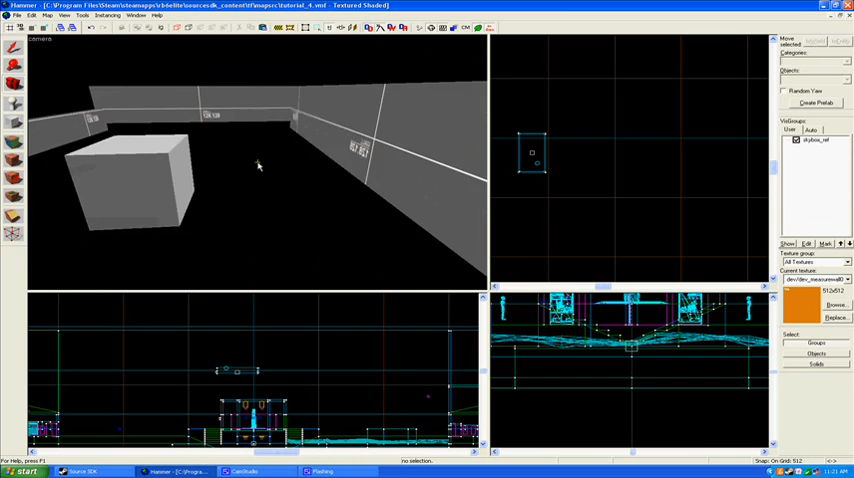 Hammer - [C:\Program Files\Steam\steamapps\rb6elite\sourcesdk_content\tf\mapsrc\tutorial_4.vmf - Textured Shaded]
File Edit Map View Tools Instancing Window Help
camera
Move
selected:
Categories:
Objects:
Random Yaw
Create Prefab
VisGroups:
User Auto
skybox_ref
Show Edit Mark
Texture group:
All Textures
Current texture:
dev/dev_measurewall0
512x512
Browse...
Replace...
Select:
Groups
Objects
Solids
For Help, press F1 no selection. Snap: On Grid: 512 <->
start Source SDK Hammer - [C:\Progra... CamStudio Flashing 11:21 AM